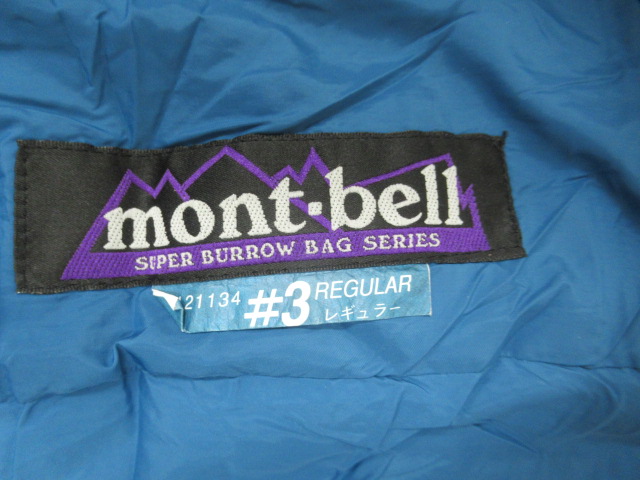 mont-bell
SUPER BURROW BAG SERIES
21134 #3 REGULAR
レギュラー